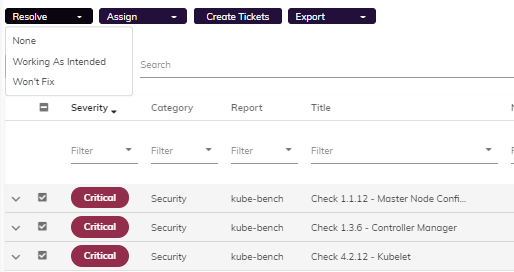 Resolve Assign Create Tickets Export
None
Working As Intended
Won't Fix
Search
Severity Category Report Title
Filter Filter Filter Filter
Critical Security kube-bench Check 1.1.12 - Master Node Confi...
Critical Security kube-bench Check 1.3.6 - Controller Manager
Critical Security kube-bench Check 4.2.12 - Kubelet